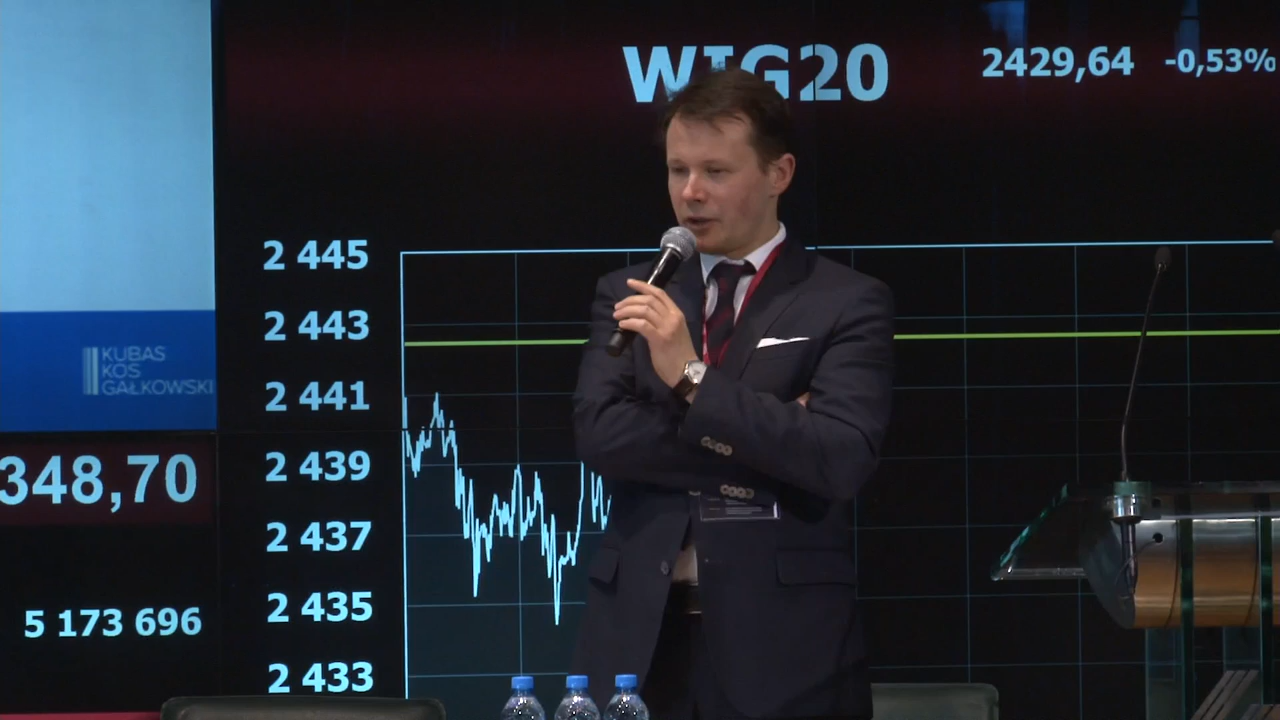 WIG20 2429,64 -0,53%
2 445
2 443
2 441
2 439
2 437
2 435
2 433
KUBAS
KOS
GAŁKOWSKI
348,70
5 173 696